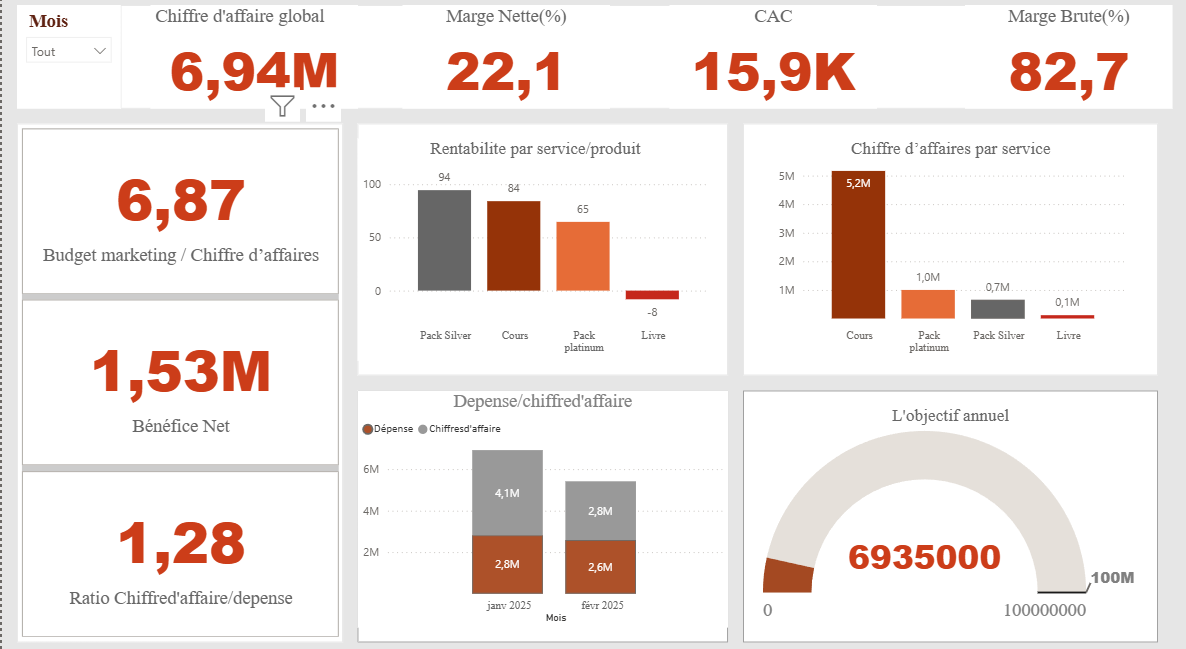 Mois
Tout
Chiffre d'affaire global
6,94M
Marge Nette(%)
22,1
CAC
15,9K
Marge Brute(%)
82,7
6,87
Budget marketing / Chiffre d’affaires
1,53M
Bénéfice Net
1,28
Ratio Chiffred'affaire/depense
Rentabilite par service/produit
100
50
0
94
84
65
-8
Pack Silver
Cours
Pack
platinum
Livre
Chiffre d’affaires par service
5M
4M
3M
2M
1M
5,2M
1,0M
0,7M
0,1M
Cours
Pack
platinum
Pack Silver
Livre
Depense/chiffred'affaire
Dépense
Chiffresd'affaire
6M
4M
2M
4,1M
2,8M
2,8M
2,6M
janv 2025
févr 2025
Mois
L'objectif annuel
6935000
100M
0
100000000